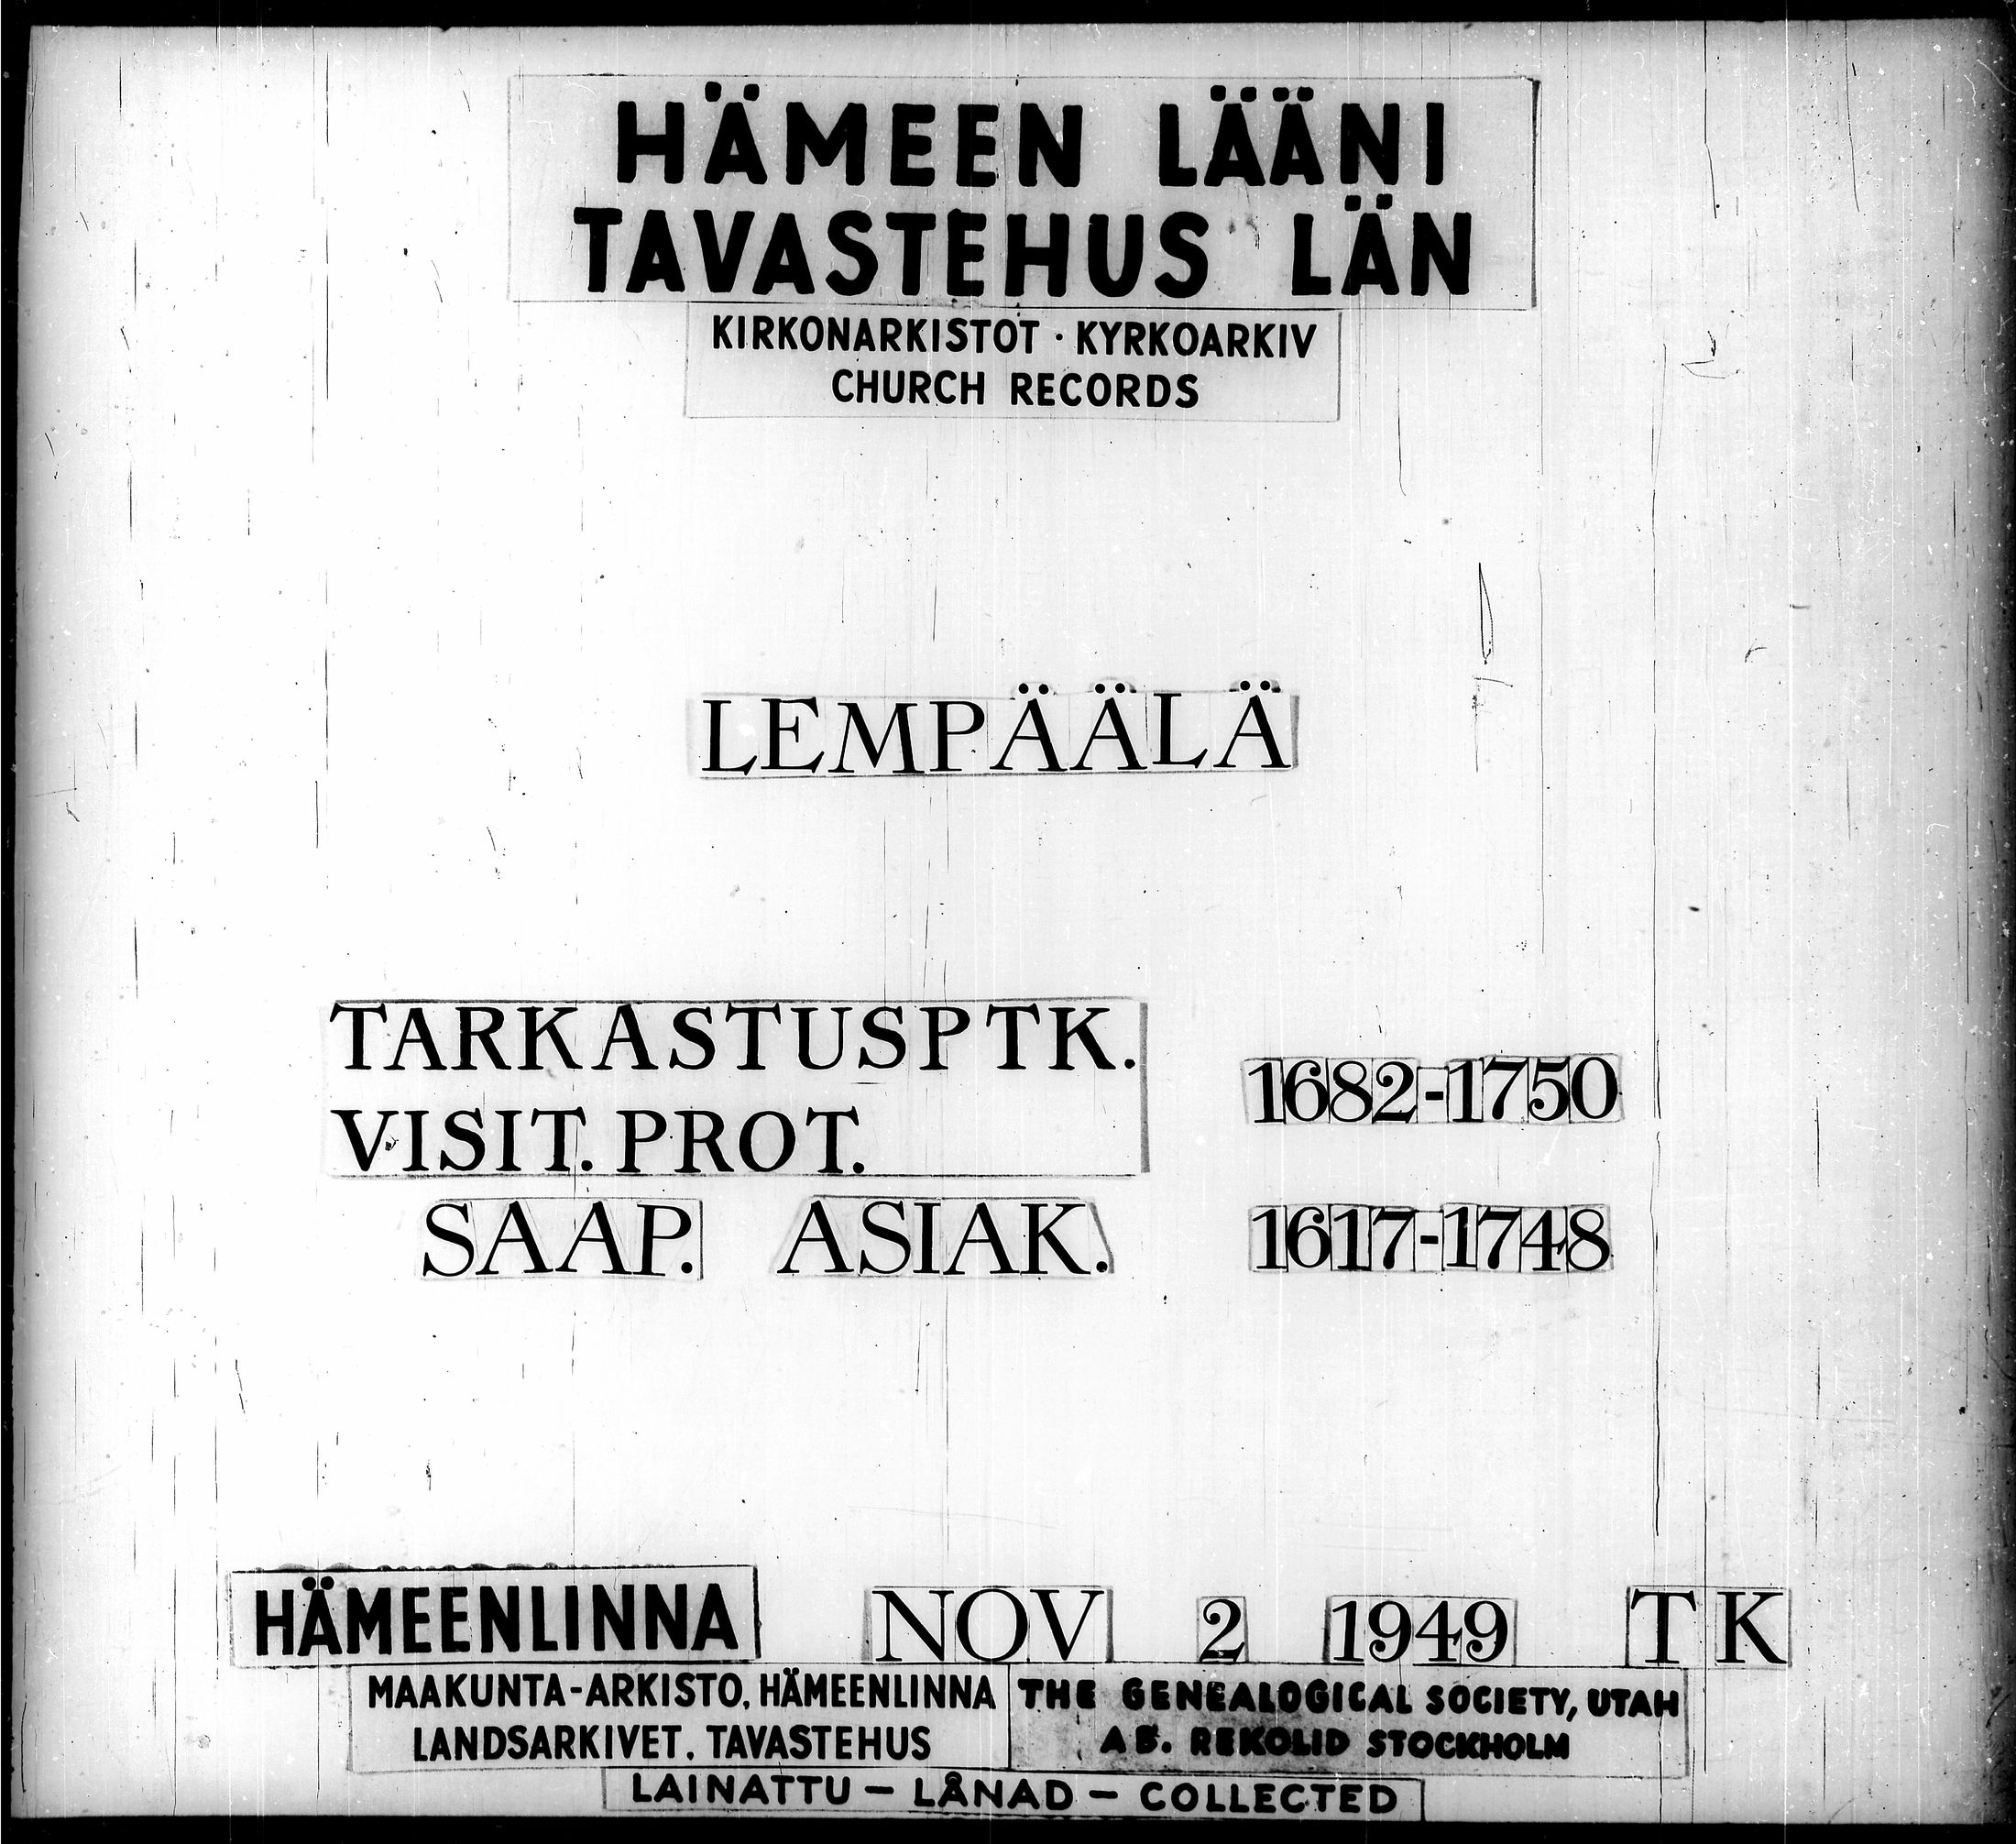 HÄMEEN LÄÄNI
TAVASTEHUS LÄN
KIRKONARKISTOT · KYRKOARKIV
CHURCH RECORDS
LEMPÄÄLÄ
TARKASTUSPTK.
VISIT. PROT.
1682-1750
SAAP. ASIAK. 1617-1748
HÄMEENLINNA NOV 2 1949 TK
MAAKUNTA-ARKISTO, HÄMEENLINNA
LANDSARKIVET. TAVASTEHUS
THE GENEALOGICAL SOCIETY, UTAH
AB. REKOLID STOCKHOLM
LAINATTU — LÅNAD — COLLECTED